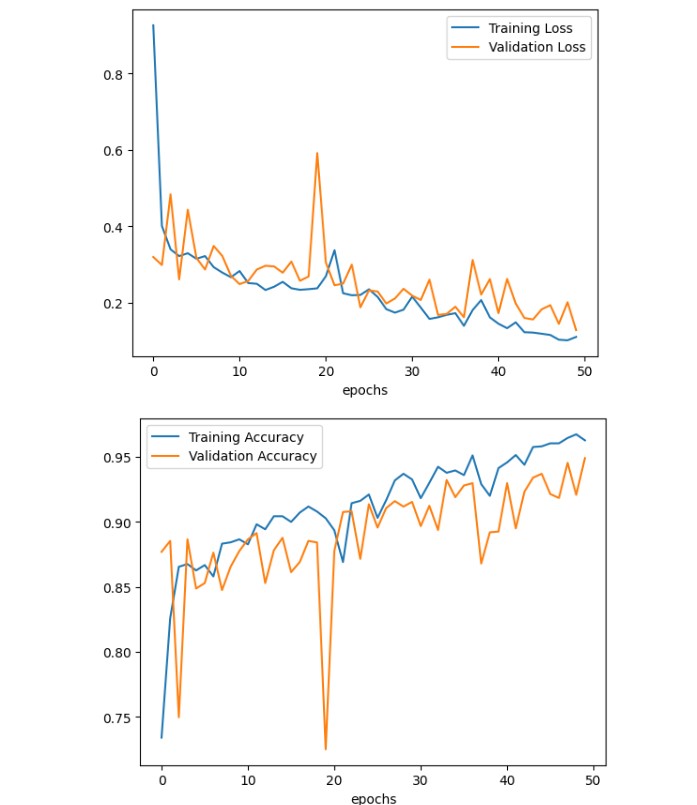 Training Loss
Validation Loss
0.8
0.6
0.4
0.2
0 10 20 30 40 50
epochs
Training Accuracy
Validation Accuracy
0.95
0.90
0.85
0.80
0.75
0 10 20 30 40 50
epochs